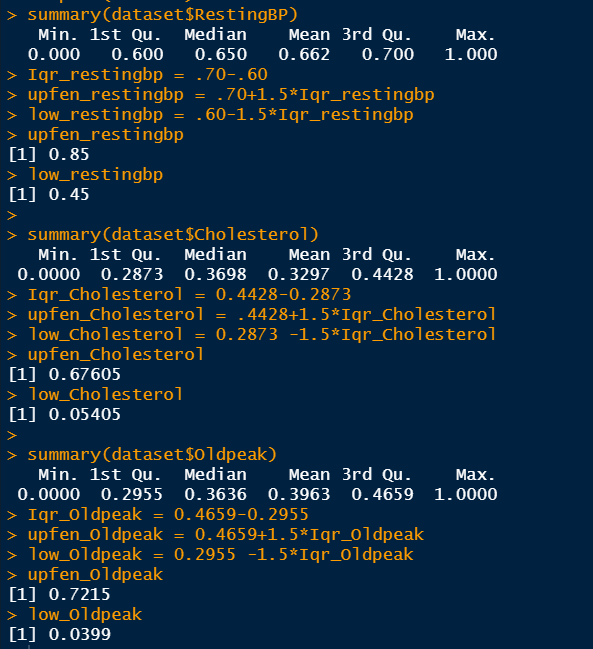 > summary(dataset$RestingBP)
   Min. 1st Qu.  Median    Mean 3rd Qu.    Max.
  0.000   0.600   0.650   0.662   0.700   1.000
> Iqr_restingbp = .70-.60
> upfen_restingbp = .70+1.5*Iqr_restingbp
> low_restingbp = .60-1.5*Iqr_restingbp
> upfen_restingbp
[1] 0.85
> low_restingbp
[1] 0.45
>
> summary(dataset$Cholesterol)
   Min. 1st Qu.  Median    Mean 3rd Qu.    Max.
 0.0000  0.2873  0.3698  0.3297  0.4428  1.0000
> Iqr_Cholesterol = 0.4428-0.2873
> upfen_Cholesterol = .4428+1.5*Iqr_Cholesterol
> low_Cholesterol = 0.2873 -1.5*Iqr_Cholesterol
> upfen_Cholesterol
[1] 0.67605
> low_Cholesterol
[1] 0.05405
>
> summary(dataset$Oldpeak)
   Min. 1st Qu.  Median    Mean 3rd Qu.    Max.
 0.0000  0.2955  0.3636  0.3963  0.4659  1.0000
> Iqr_Oldpeak = 0.4659-0.2955
> upfen_Oldpeak = 0.4659+1.5*Iqr_Oldpeak
> low_Oldpeak = 0.2955 -1.5*Iqr_Oldpeak
> upfen_Oldpeak
[1] 0.7215
> low_Oldpeak
[1] 0.0399